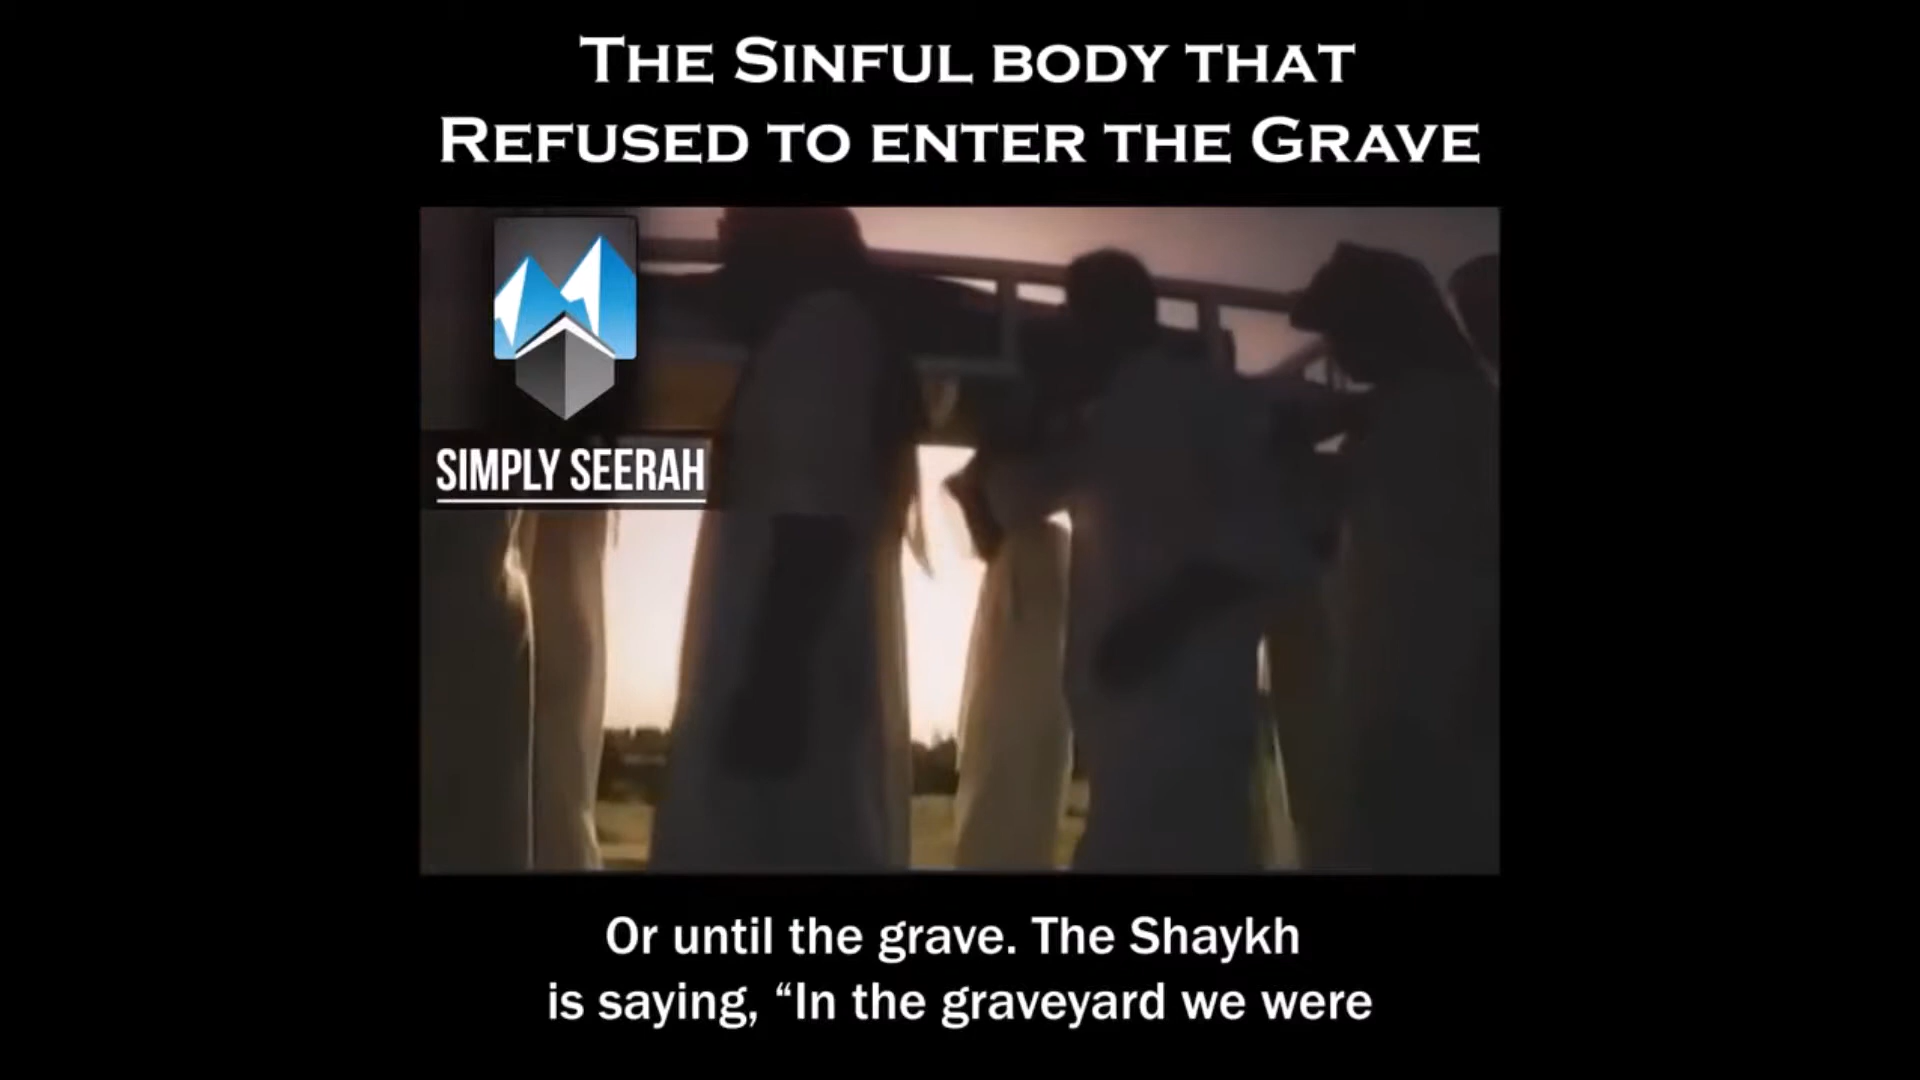 The Sinful body that
Refused to enter the Grave
SIMPLY SEERAH
Or until the grave. The Shaykh
is saying, “In the graveyard we were